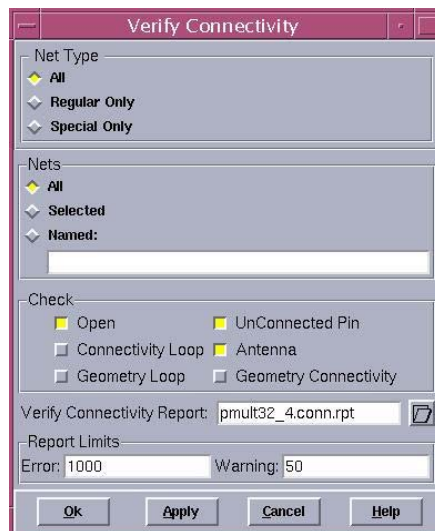 Verify Connectivity
Net Type
All
Regular Only
Special Only
Nets
All
Selected
Named:
Check
Open UnConnected Pin
Connectivity Loop Antenna
Geometry Loop Geometry Connectivity
Verify Connectivity Report: pmult32_4.conn.rpt
Report Limits
Error: 1000 Warning: 50
Ok Apply Cancel Help